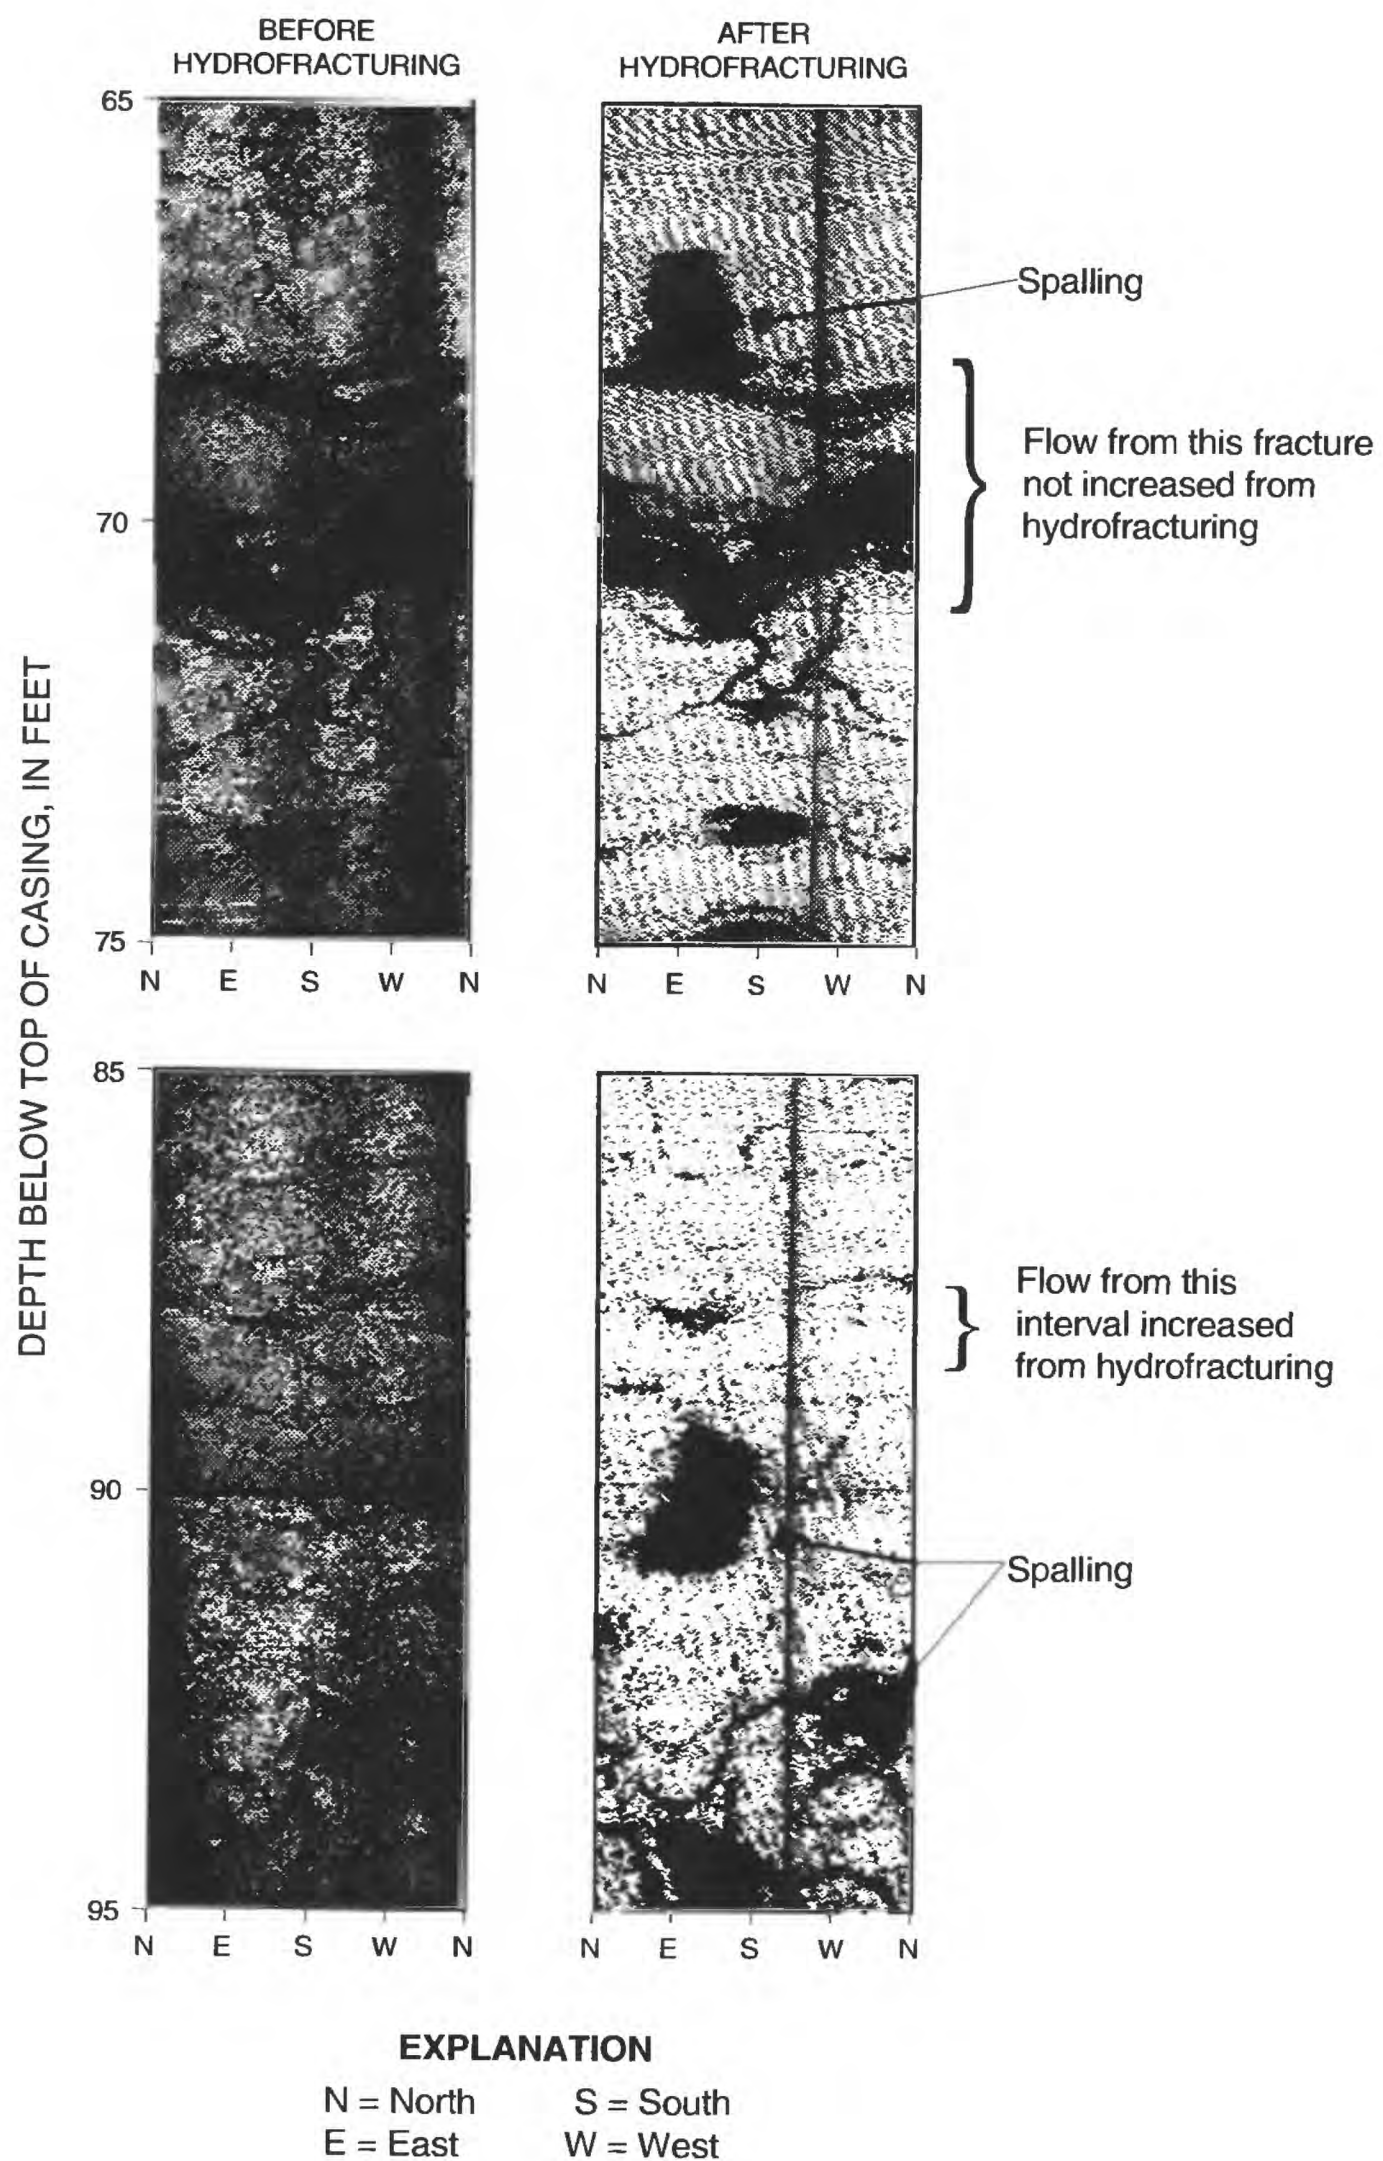 BEFORE
HYDROFRACTURING
AFTER
HYDROFRACTURING
DEPTH BELOW TOP OF CASING, IN FEET
65
70
75
Spalling
Flow from this fracture
not increased from
hydrofracturing
N E S W N
N E S W N
85
90
95
Flow from this
interval increased
from hydrofracturing
Spalling
N E S W N
N E S W N
EXPLANATION
N = North S = South
E = East W = West